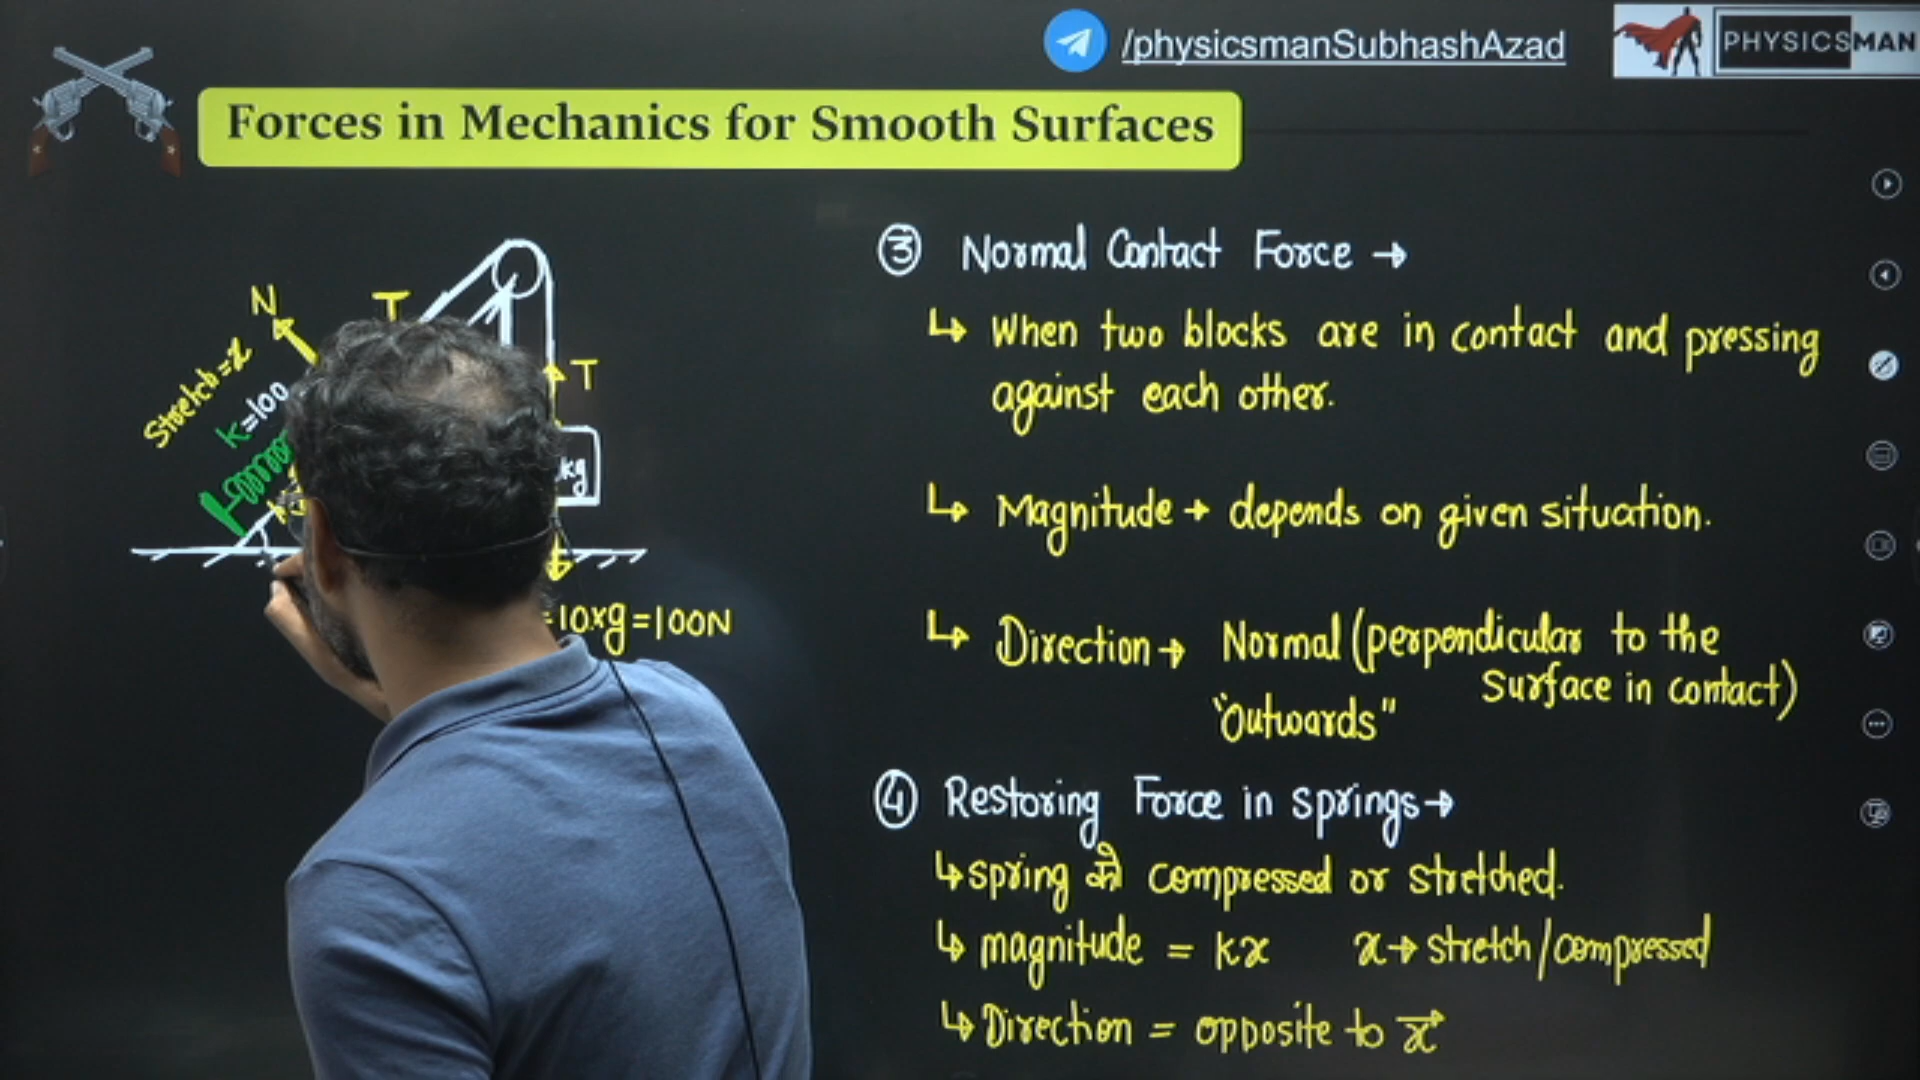 /physicsmanSubhashAzad
PHYSICSMAN
Forces in Mechanics for Smooth Surfaces
N
T
T
Stretch=x
k=100
kg
=10xg=100N
③ Normal Contact Force →
↳ When two blocks are in contact and pressing
against each other.
↳ Magnitude → depends on given situation.
↳ Direction → Normal (perpendicular to the
surface in contact)
"Outwards"
④ Restoring Force in springs→
↳ spring को compressed or stretched.
↳ magnitude = kx x→ stretch/compressed
↳ Direction = opposite to x⃗